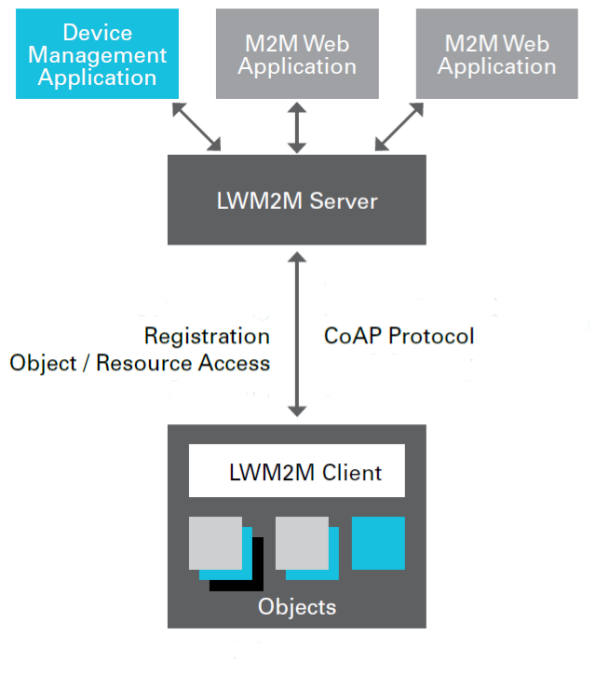 Device
Management
Application
M2M Web
Application
M2M Web
Application
LWM2M Server
Registration
Object / Resource Access
CoAP Protocol
LWM2M Client
Objects